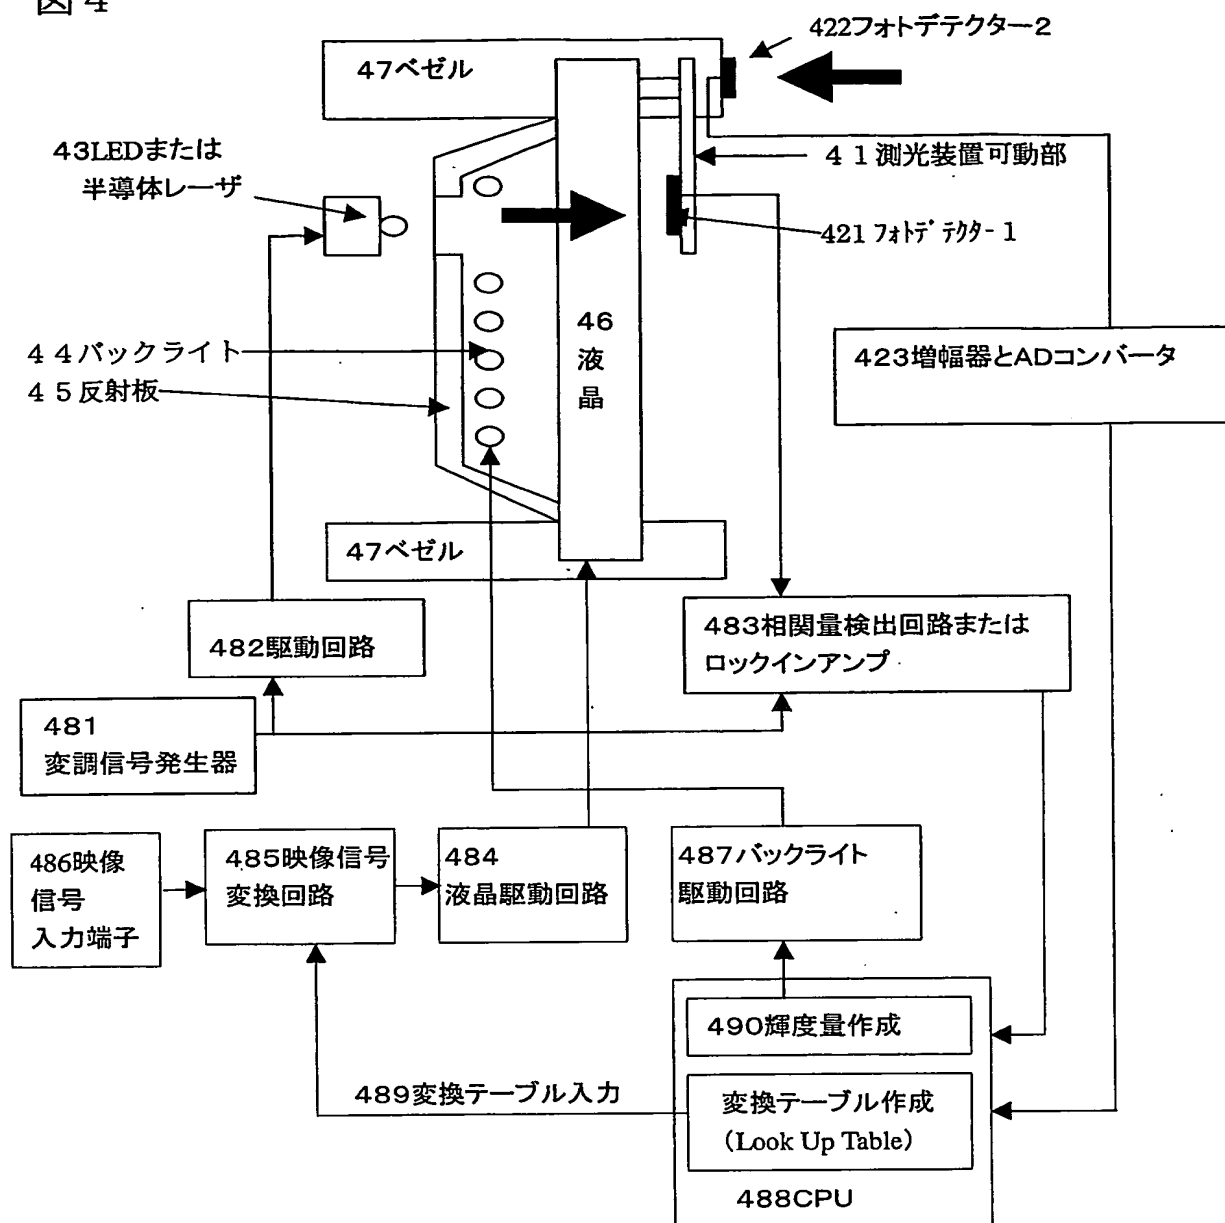 図４
422フォトデテクター2
47ベゼル
43LEDまたは
半導体レーザ
４１測光装置可動部
421フォトデテクター1
46
液
晶
４４バックライト
４５反射板
423増幅器とADコンバータ
47ベゼル
482駆動回路
483相関量検出回路または
ロックインアンプ
481
変調信号発生器
486映像
信号
入力端子
485映像信号
変換回路
484
液晶駆動回路
487バックライト
駆動回路
490輝度量作成
489変換テーブル入力
変換テーブル作成
(Look Up Table)
488CPU